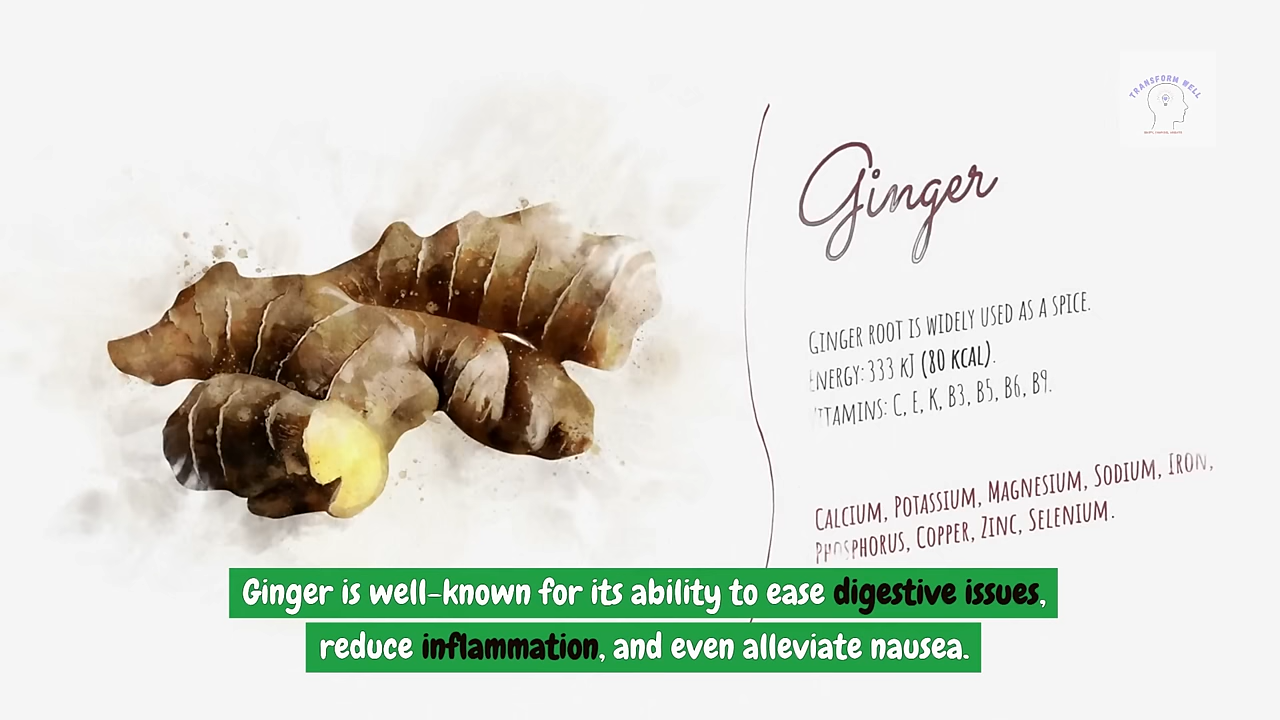 TRANSFORM WELL
Ginger
GINGER ROOT IS WIDELY USED AS A SPICE.
ENERGY: 333 KJ (80 KCAL).
VITAMINS: C, E, K, B3, B5, B6, B9.
CALCIUM, POTASSIUM, MAGNESIUM, SODIUM, IRON,
PHOSPHORUS, COPPER, ZINC, SELENIUM.
Ginger is well-known for its ability to ease digestive issues,
reduce inflammation, and even alleviate nausea.